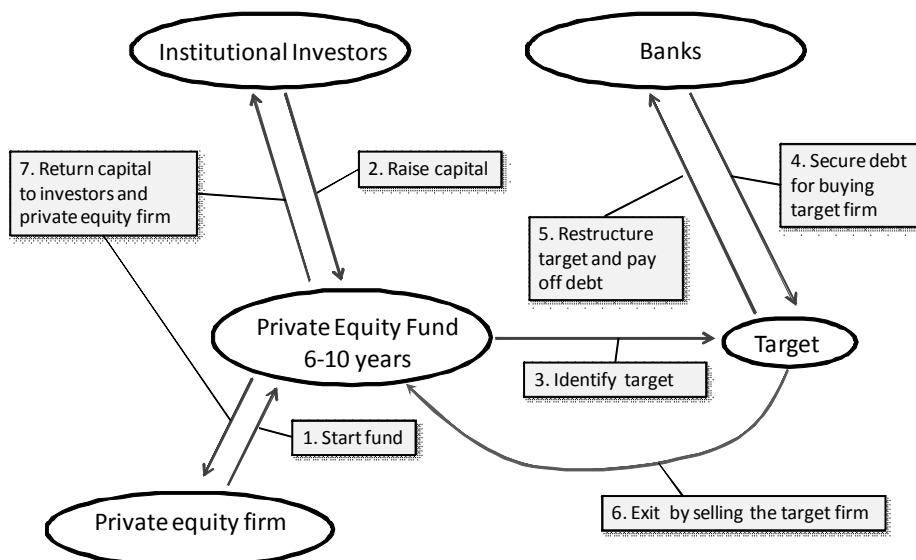 Institutional Investors
Banks
7. Return capital
to investors and
private equity firm
2. Raise capital
4. Secure debt
for buying
target firm
5. Restructure
target and pay
off debt
Private Equity Fund
6-10 years
Target
3. Identify target
1. Start fund
6. Exit by selling the target firm
Private equity firm